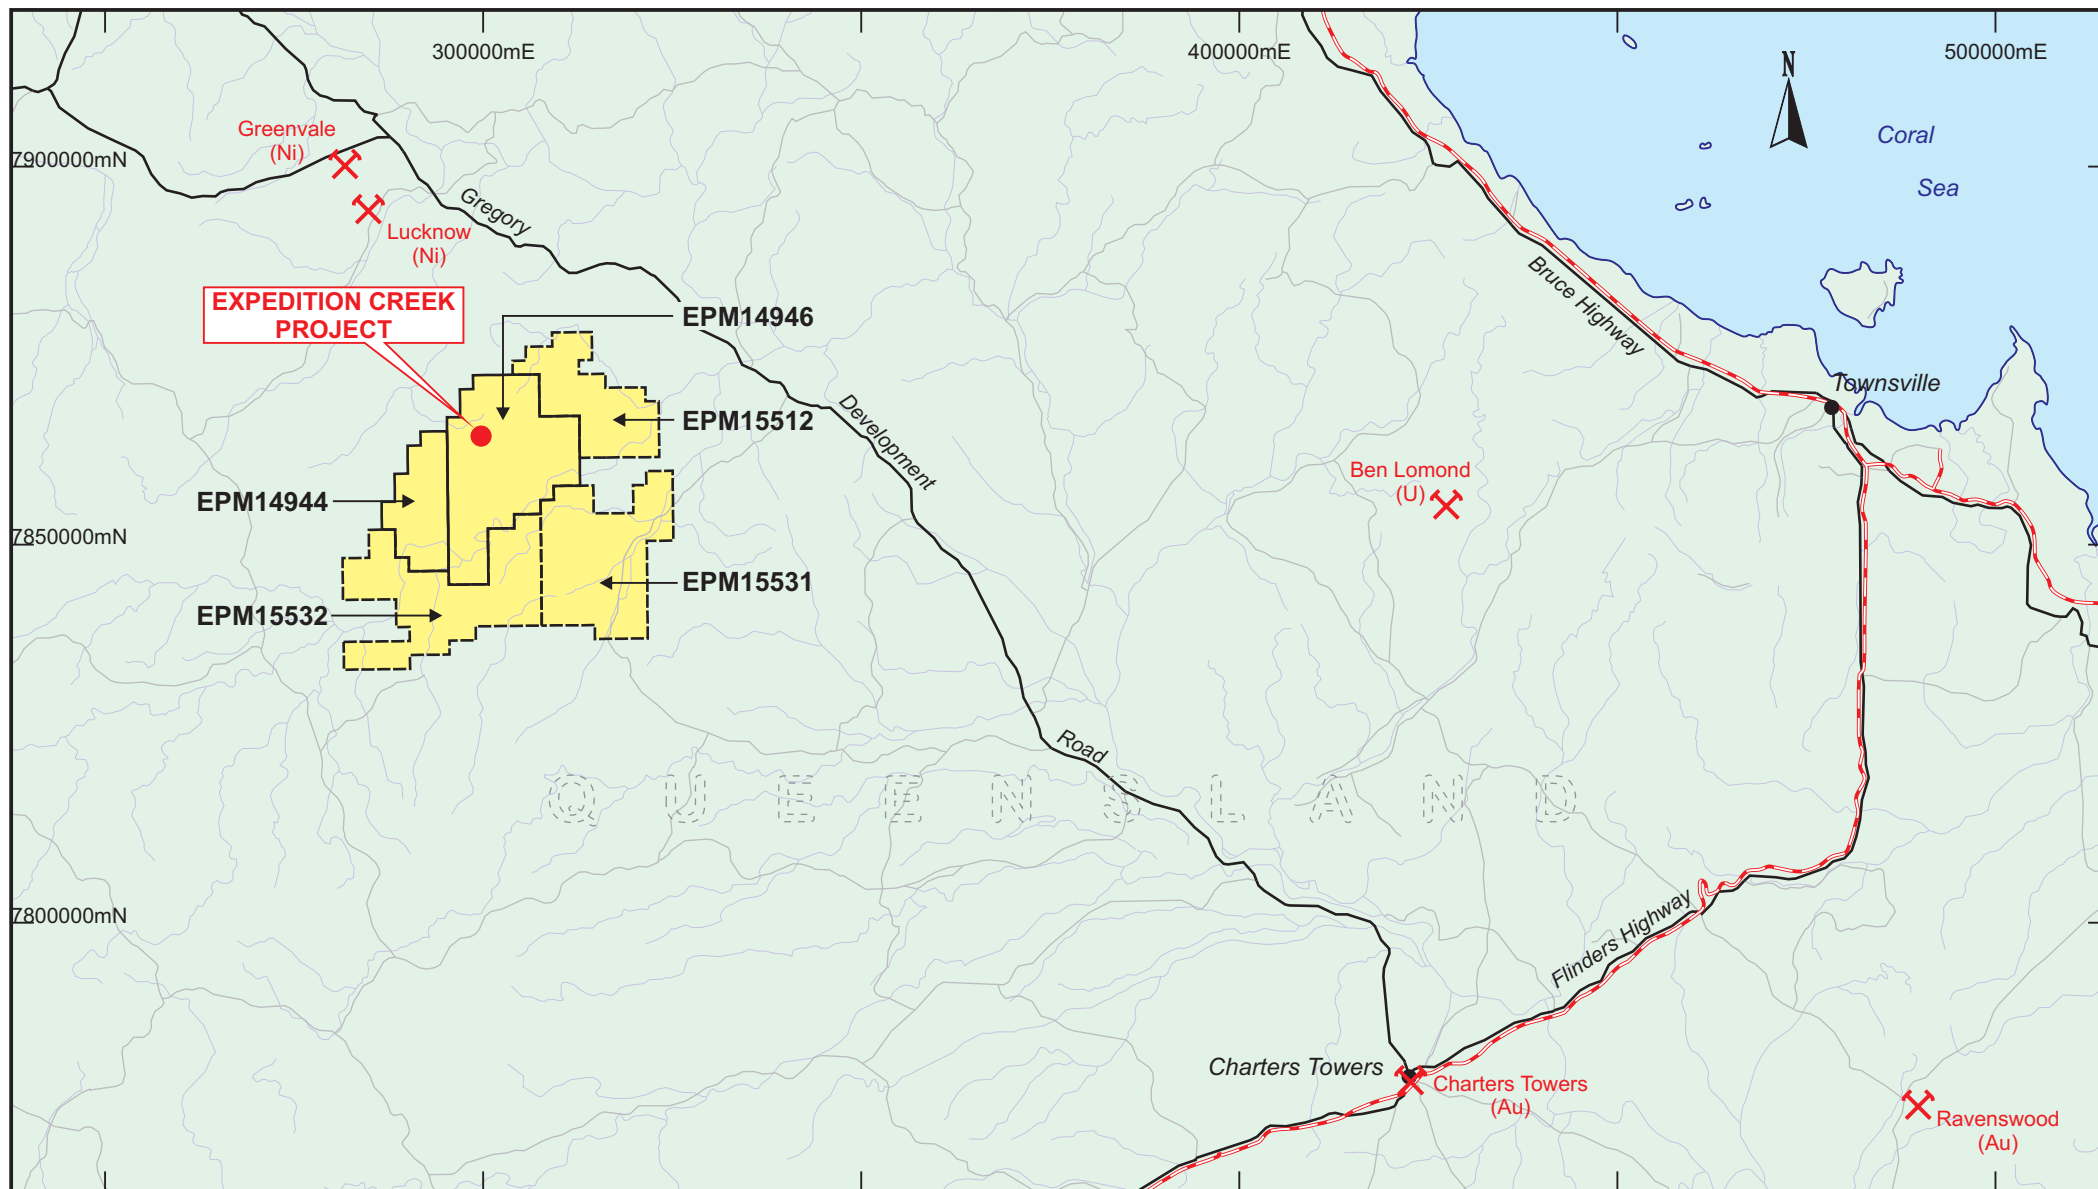 300000mE
400000mE
500000mE
N
Greenvale
(Ni)
Coral
Sea
7900000mN
Gregory
Lucknow
(Ni)
Bruce Highway
EXPEDITION CREEK
PROJECT
EPM14946
Townsville
Development
EPM15512
Ben Lomond
(U)
EPM14944
7850000mN
EPM15531
EPM15532
Road
QUEENSLAND
7800000mN
Flinders Highway
Charters Towers
Charters Towers
(Au)
Ravenswood
(Au)